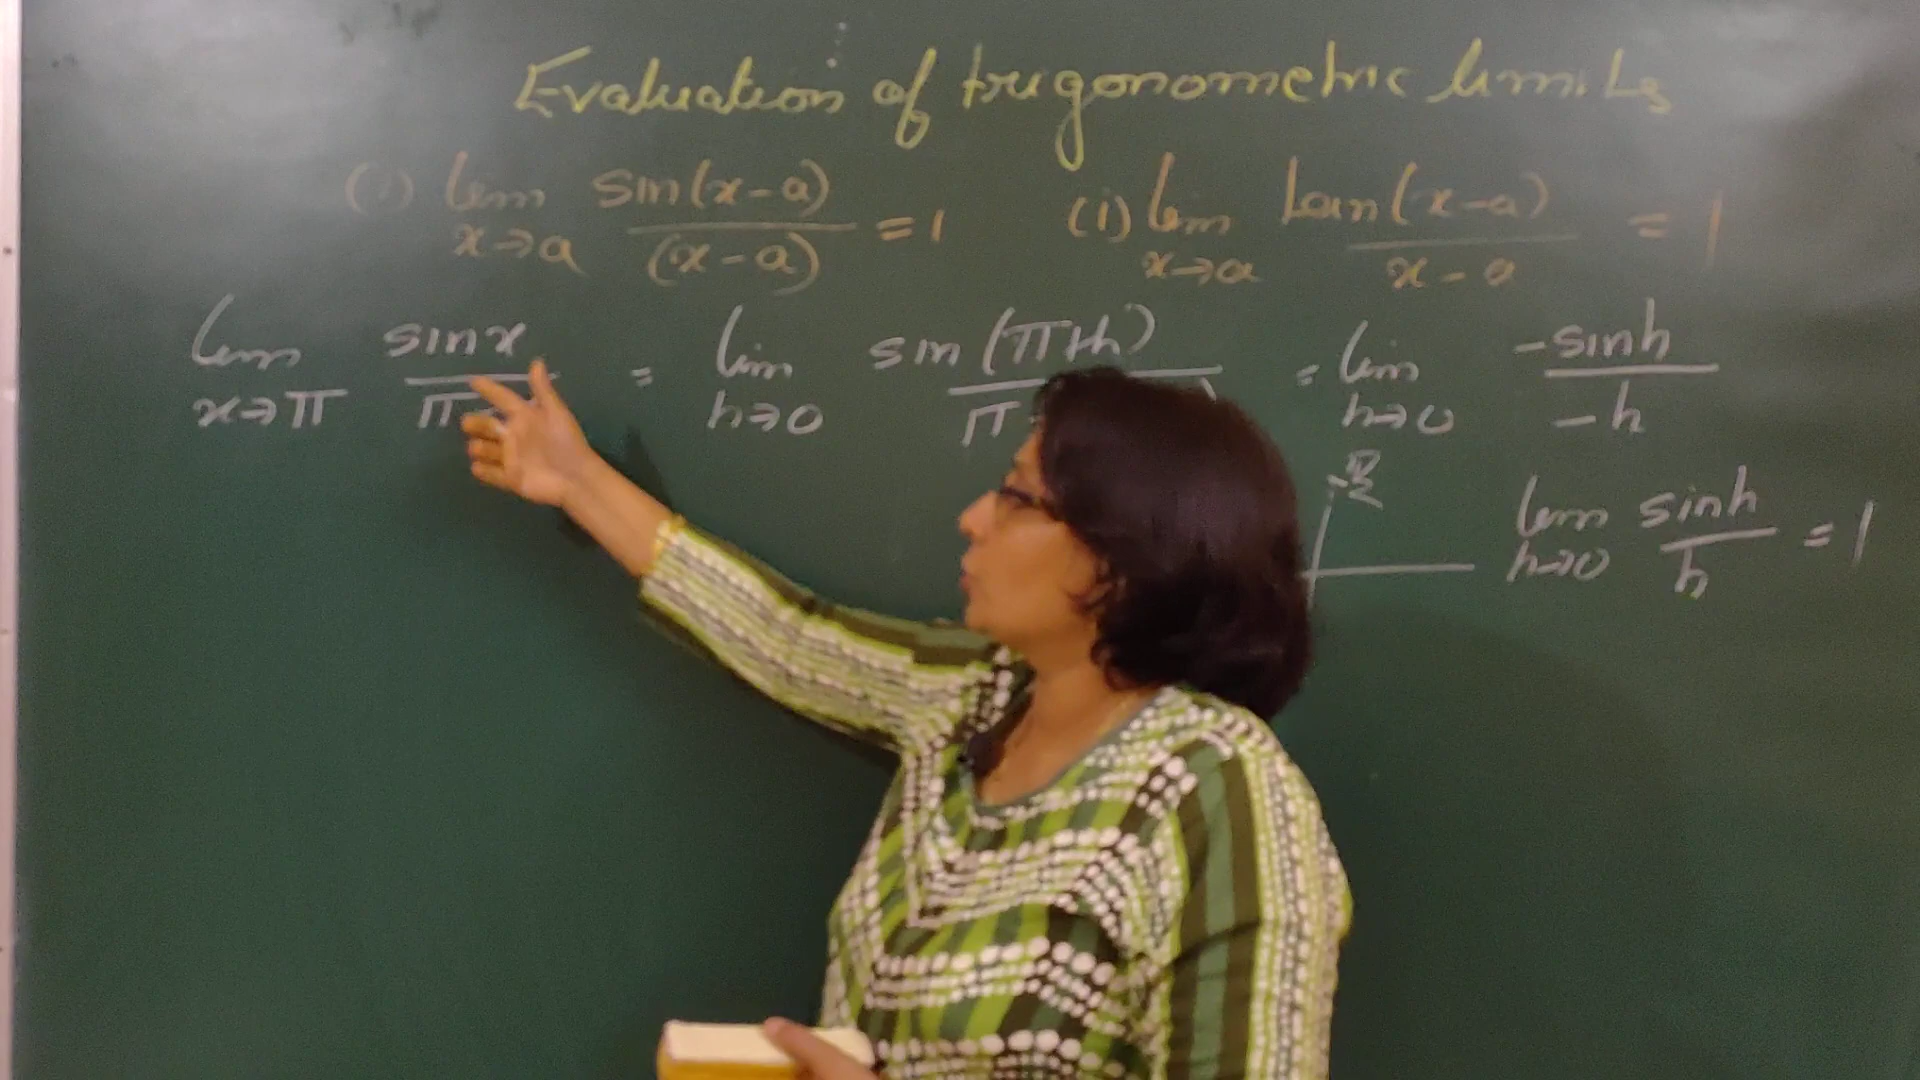 Evaluation of trigonometric limits
(i) lim x→a sin(x-a)/(x-a) = 1 (i) lim x→a tan(x-a)/x-a = 1
lim x→π sinx/π = lim h→0 sin(π+h)/π = lim h→0 -sinh/-h
π/2
lim h→0 sinh/h = 1